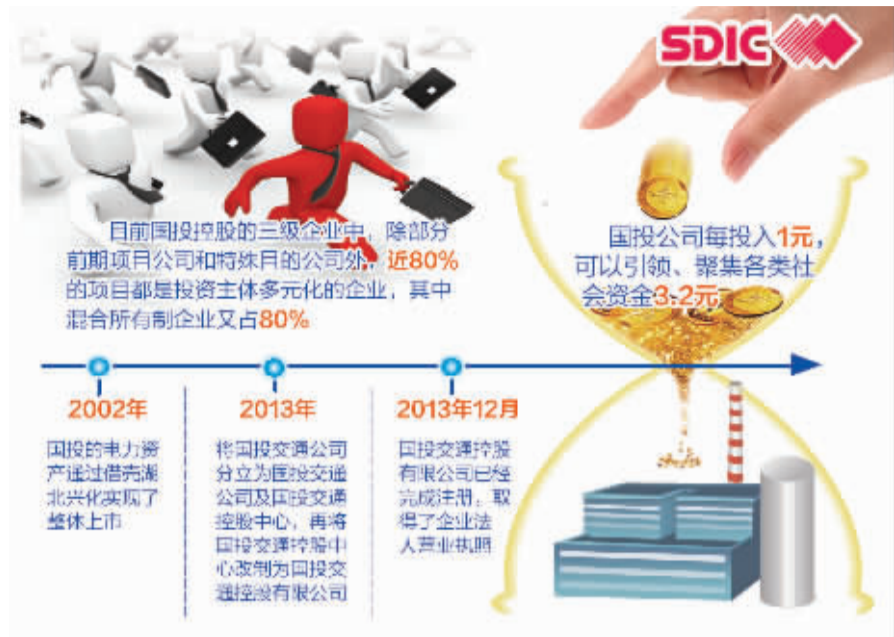 SDIC
目前国投控股的三级企业中，除部分
前期项目公司和特殊目的公司外，近80%
的项目都是投资主体多元化的企业，其中
混合所有制企业又占80%
国投公司每投入1元，
可以引领、聚集各类社
会资金3.2元
2002年
国投的电力资
产通过借壳湖
北兴化实现了
整体上市
2013年
将国投交通公司
分立为国投交通
公司及国投交通
控股中心，再将
国投交通控股中
心改制为国投交
通控股有限公司
2013年12月
国投交通控股
有限公司已经
完成注册，取
得了企业法
人营业执照